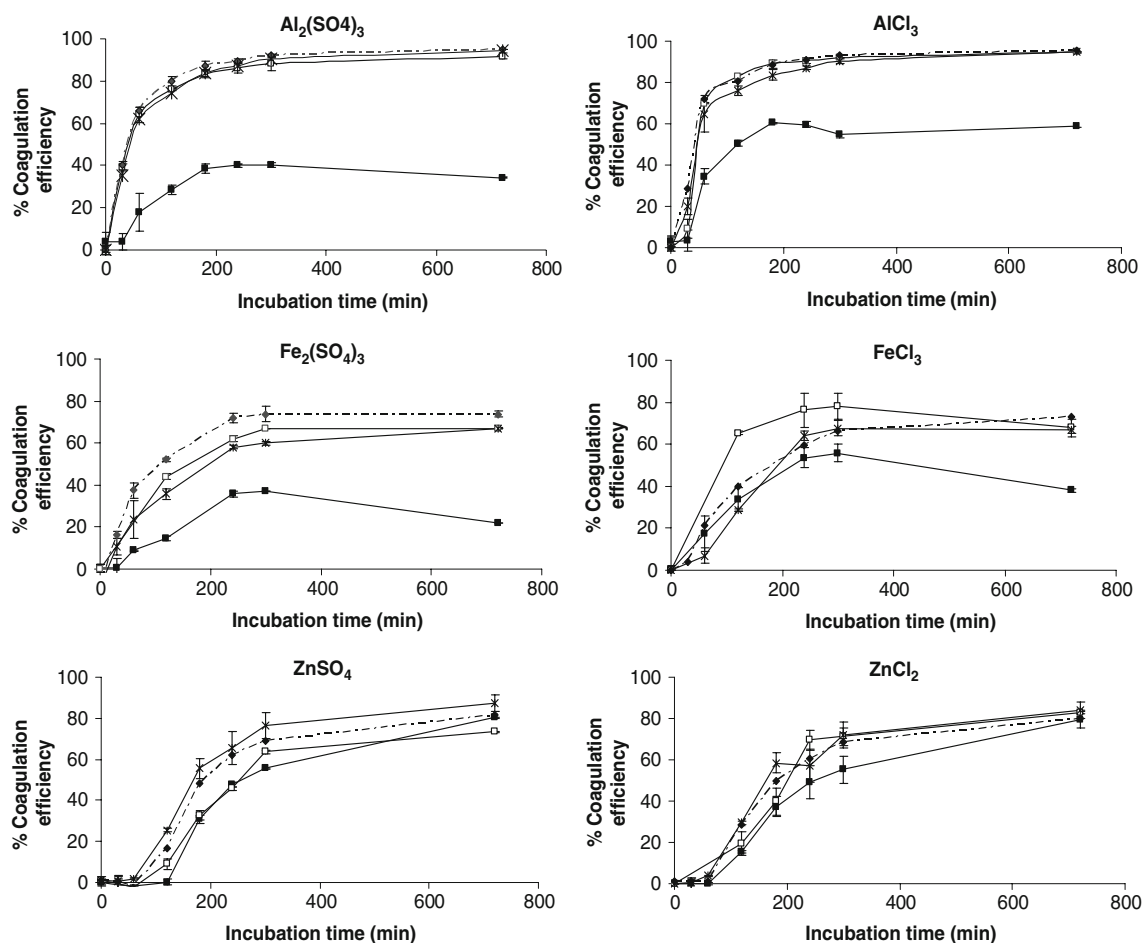 Al₂(SO4)₃
% Coagulation
efficiency
100
80
60
40
20
0
0 200 400 600 800
Incubation time (min)
AlCl₃
% Coagulation
efficiency
100
80
60
40
20
0
0 200 400 600 800
Incubation time (min)
Fe₂(SO₄)₃
% Coagulation
efficiency
100
80
60
40
20
0
0 200 400 600 800
Incubation time (min)
FeCl₃
% Coagulation
efficiency
100
80
60
40
20
0
0 200 400 600 800
Incubation time (min)
ZnSO₄
% Coagulation
efficiency
100
80
60
40
20
0
0 200 400 600 800
Incubation time (min)
ZnCl₂
% Coagulation
efficiency
100
80
60
40
20
0
0 200 400 600 800
Incubation time (min)